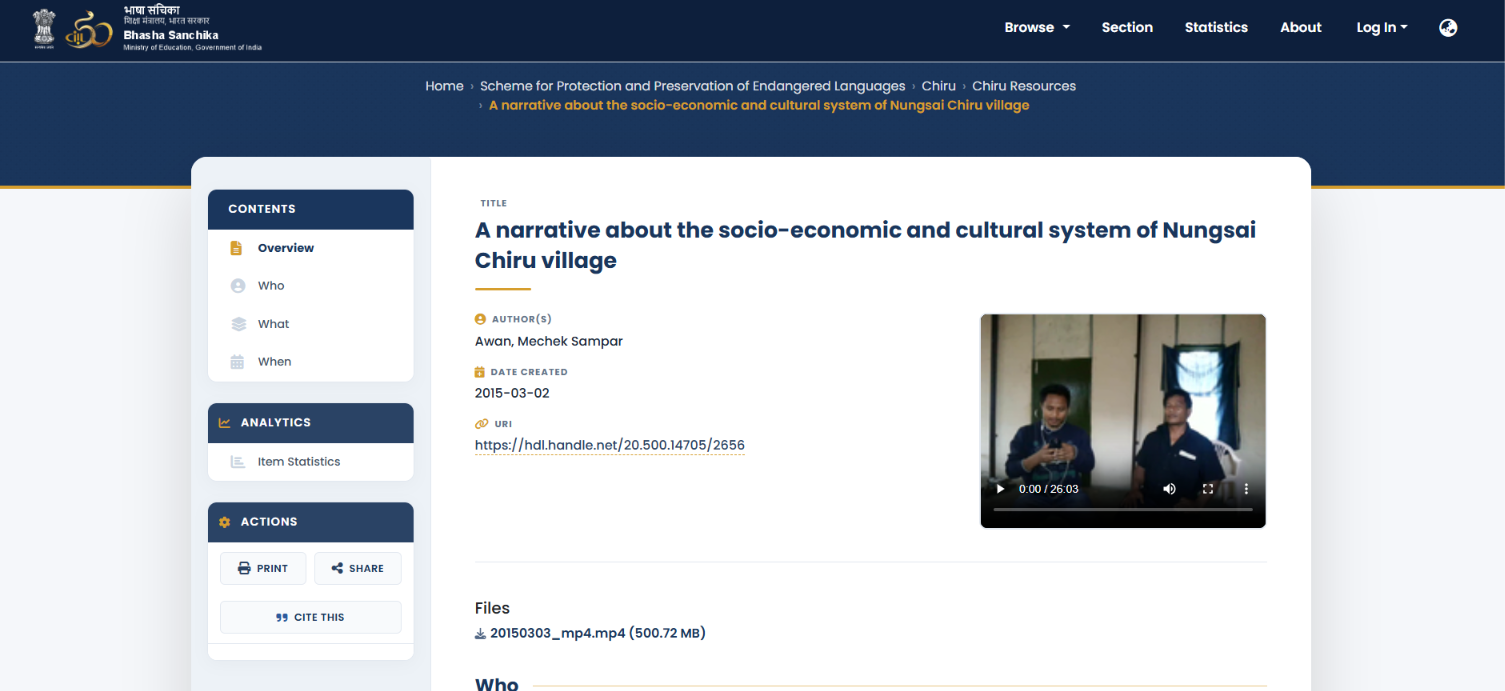 भाषा संचिका
शिक्षा मंत्रालय, भारत सरकार
Bhasha Sanchika
Ministry of Education, Government of India
Browse
Section
Statistics
About
Log In
Home › Scheme for Protection and Preservation of Endangered Languages › Chiru › Chiru Resources
› A narrative about the socio-economic and cultural system of Nungsai Chiru village
CONTENTS
Overview
Who
What
When
ANALYTICS
Item Statistics
ACTIONS
PRINT
SHARE
CITE THIS
TITLE
A narrative about the socio-economic and cultural system of Nungsai
Chiru village
AUTHOR(S)
Awan, Mechek Sampar
DATE CREATED
2015-03-02
URI
https://hdl.handle.net/20.500.14705/2656
0:00 / 26:03
Files
20150303_mp4.mp4 (500.72 MB)
Who